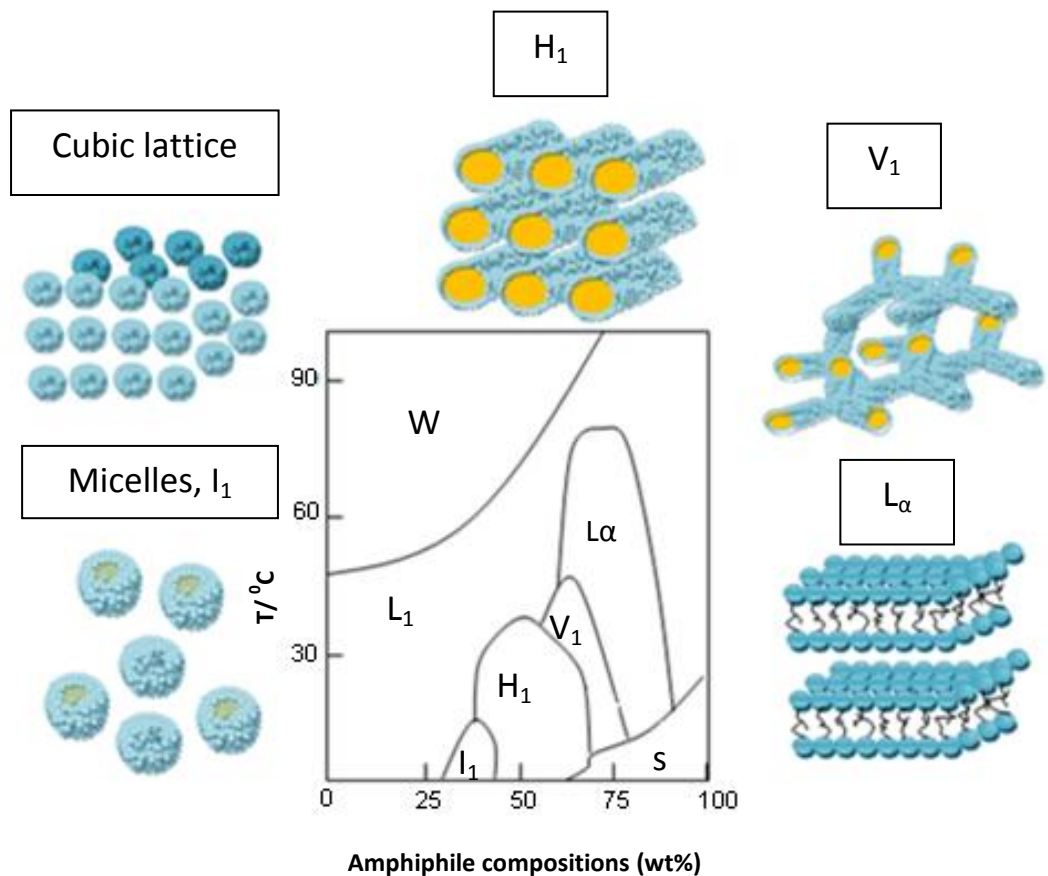 H₁
Cubic lattice
V₁
Micelles, I₁
Lα
T/ ⁰C
90
60
30
W
L₁
Lα
V₁
H₁
I₁
s
0
25
50
75
100
Amphiphile compositions (wt%)